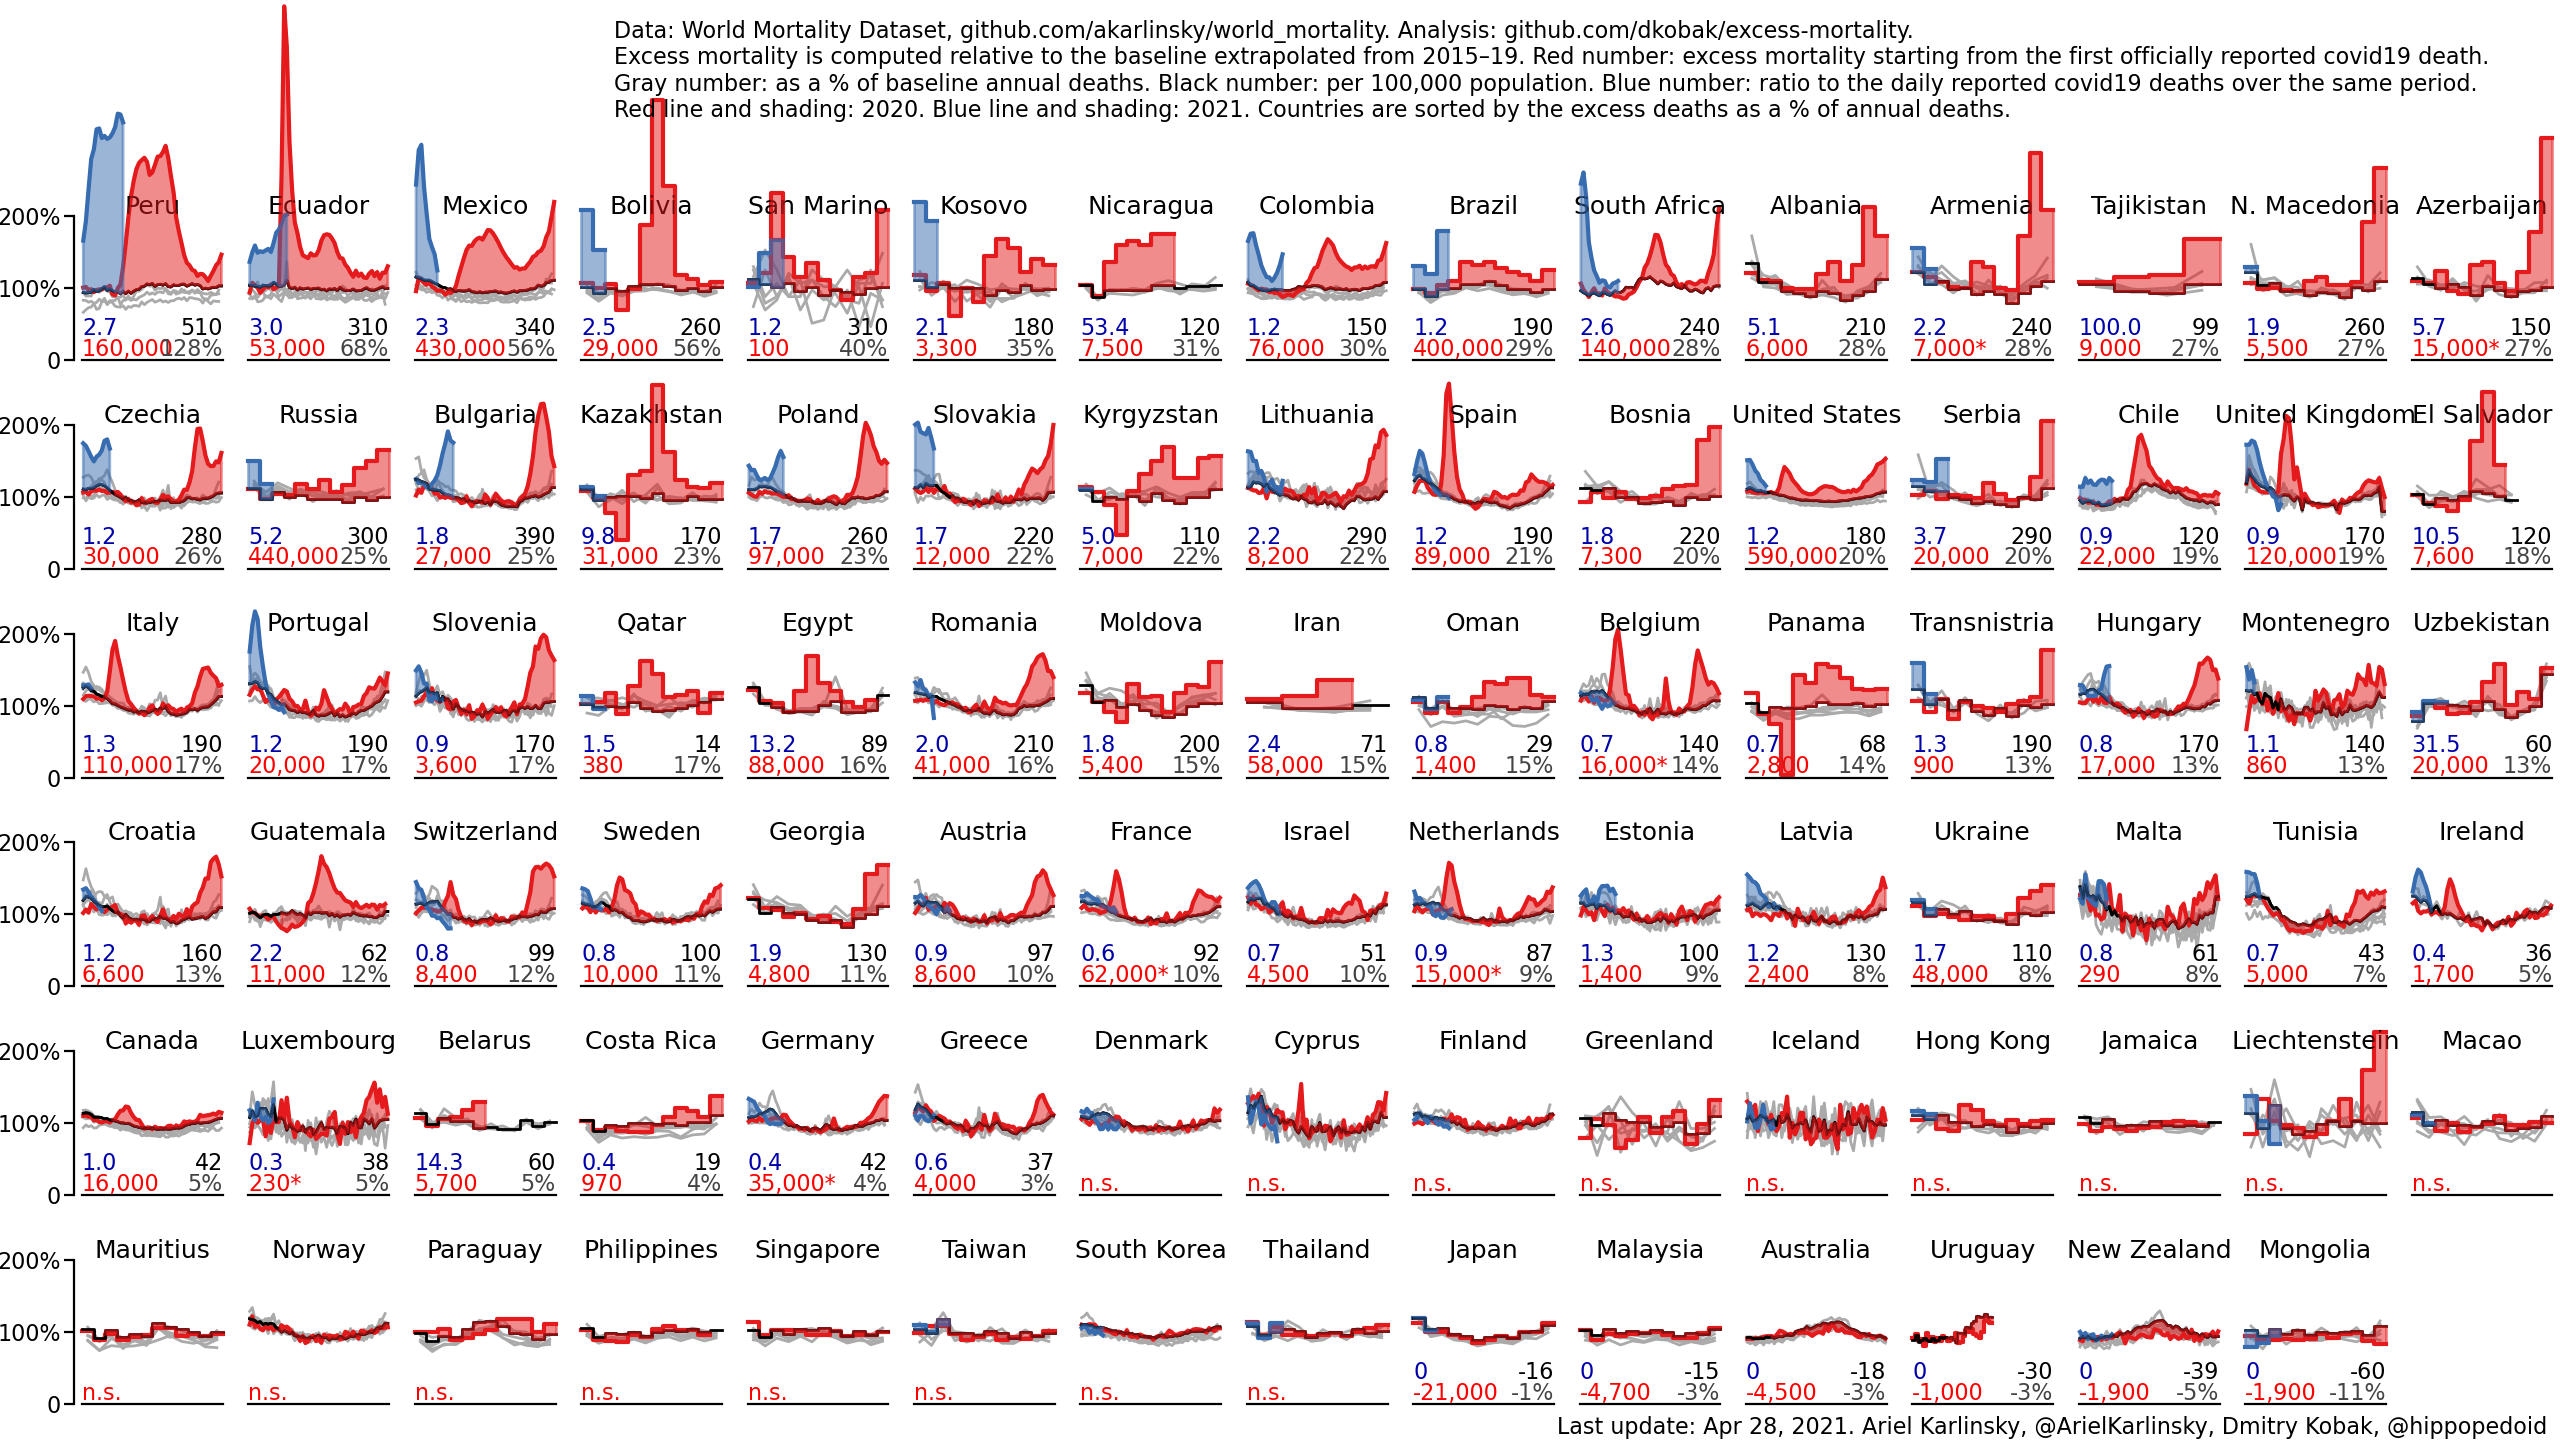 Data: World Mortality Dataset, github.com/akarlinsky/world_mortality. Analysis: github.com/dkobak/excess-mortality.
Excess mortality is computed relative to the baseline extrapolated from 2015–19. Red number: excess mortality starting from the first officially reported covid19 death.
Gray number: as a % of baseline annual deaths. Black number: per 100,000 population. Blue number: ratio to the daily reported covid19 deaths over the same period.
Red line and shading: 2020. Blue line and shading: 2021. Countries are sorted by the excess deaths as a % of annual deaths.
Peru Ecuador Mexico Bolivia San Marino Kosovo Nicaragua Colombia Brazil South Africa Albania Armenia Tajikistan N. Macedonia Azerbaijan
200%
100%
2.7 510 3.0 310 2.3 340 2.5 260 1.2 310 2.1 180 53.4 120 1.2 150 1.2 190 2.6 240 5.1 210 2.2 240 100.0 99 1.9 260 5.7 150
160,000 128% 53,000 68% 430,000 56% 29,000 56% 100 40% 3,300 35% 7,500 31% 76,000 30% 400,000 29% 140,000 28% 6,000 28% 7,000* 28% 9,000 27% 5,500 27% 15,000* 27%
0
Czechia Russia Bulgaria Kazakhstan Poland Slovakia Kyrgyzstan Lithuania Spain Bosnia United States Serbia Chile United Kingdom El Salvador
200%
100%
1.2 280 5.2 300 1.8 390 9.8 170 1.7 260 1.7 220 5.0 110 2.2 290 1.2 190 1.8 220 1.2 180 3.7 290 0.9 120 0.9 170 10.5 120
30,000 26% 440,000 25% 27,000 25% 31,000 23% 97,000 23% 12,000 22% 7,000 22% 8,200 22% 89,000 21% 7,300 20% 590,000 20% 20,000 20% 22,000 19% 120,000 19% 7,600 18%
0
Italy Portugal Slovenia Qatar Egypt Romania Moldova Iran Oman Belgium Panama Transnistria Hungary Montenegro Uzbekistan
200%
100%
1.3 190 1.2 190 0.9 170 1.5 14 13.2 89 2.0 210 1.8 200 2.4 71 0.8 29 0.7 140 0.7 68 1.3 190 0.8 170 1.1 140 31.5 60
110,000 17% 20,000 17% 3,600 17% 380 17% 88,000 16% 41,000 16% 5,400 15% 58,000 15% 1,400 15% 16,000* 14% 2,800 14% 900 13% 17,000 13% 860 13% 20,000 13%
0
Croatia Guatemala Switzerland Sweden Georgia Austria France Israel Netherlands Estonia Latvia Ukraine Malta Tunisia Ireland
200%
100%
1.2 160 2.2 62 0.8 99 0.8 100 1.9 130 0.9 97 0.6 92 0.7 51 0.9 87 1.3 100 1.2 130 1.7 110 0.8 61 0.7 43 0.4 36
6,600 13% 11,000 12% 8,400 12% 10,000 11% 4,800 11% 8,600 10% 62,000* 10% 4,500 10% 15,000* 9% 1,400 9% 2,400 8% 48,000 8% 290 8% 5,000 7% 1,700 5%
0
Canada Luxembourg Belarus Costa Rica Germany Greece Denmark Cyprus Finland Greenland Iceland Hong Kong Jamaica Liechtenstein Macao
200%
100%
1.0 42 0.3 38 14.3 60 0.4 19 0.4 42 0.6 37
16,000 5% 230* 5% 5,700 5% 970 4% 35,000* 4% 4,000 3% n.s. n.s. n.s. n.s. n.s. n.s. n.s. n.s. n.s.
0
Mauritius Norway Paraguay Philippines Singapore Taiwan South Korea Thailand Japan Malaysia Australia Uruguay New Zealand Mongolia
200%
100%
0 -16 0 -15 0 -18 0 -30 0 -39 0 -60
n.s. n.s. n.s. n.s. n.s. n.s. n.s. n.s. -21,000 -1% -4,700 -3% -4,500 -3% -1,000 -3% -1,900 -5% -1,900 -11%
0
Last update: Apr 28, 2021. Ariel Karlinsky, @ArielKarlinsky, Dmitry Kobak, @hippopedoid